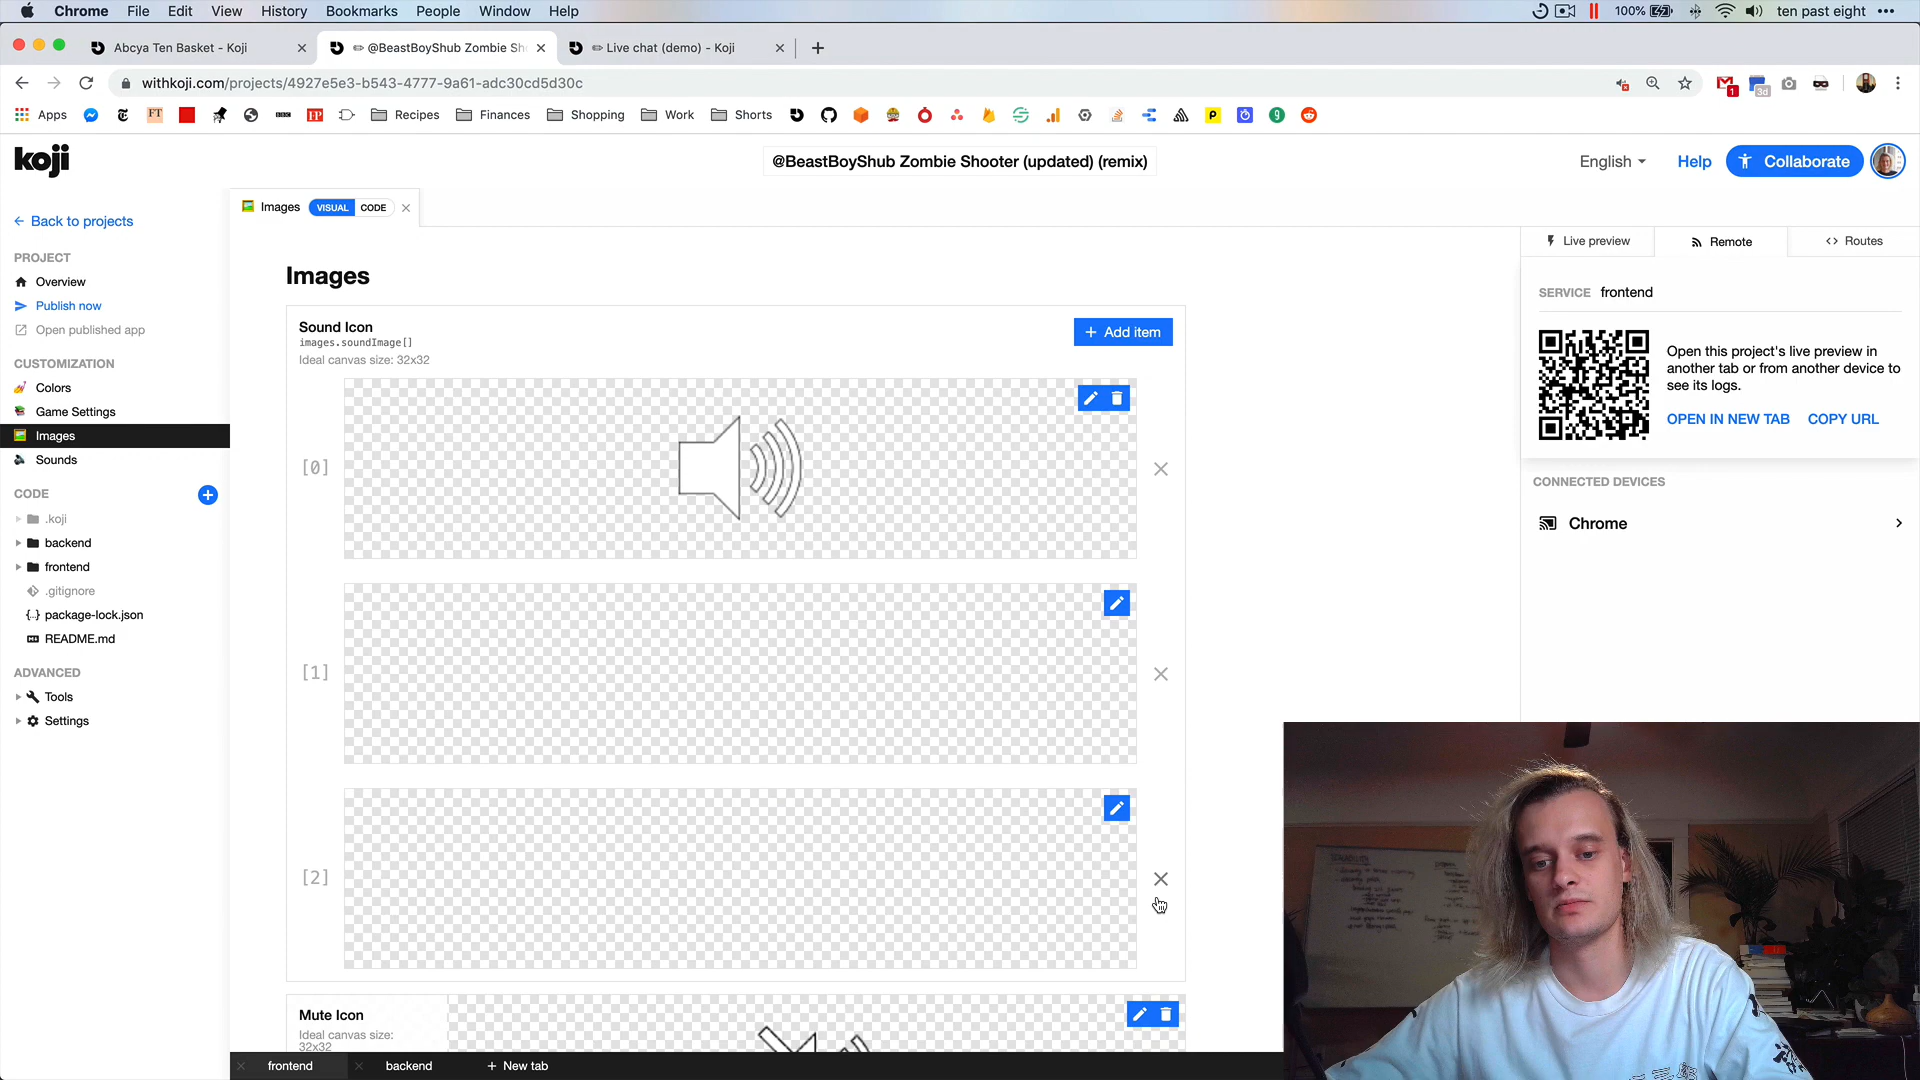 Chrome File Edit View History Bookmarks People Window Help
100% ten past eight
Abcya Ten Basket - Koji
@BeastBoyShub Zombie Sh
Live chat (demo) - Koji
withkoji.com/projects/4927e5e3-b543-4777-9a61-adc30cd5d30c
1
3d
Apps
FT
BBC
Recipes
Finances
Shopping
Work
Shorts
koji
@BeastBoyShub Zombie Shooter (updated) (remix)
English
Help
Collaborate
Back to projects
PROJECT
Overview
Publish now
Open published app
CUSTOMIZATION
Colors
Game Settings
Images
Sounds
CODE
.koji
backend
frontend
.gitignore
{..} package-lock.json
README.md
ADVANCED
Tools
Settings
Images VISUAL CODE
Images
Sound Icon
images.soundImage[]
Ideal canvas size: 32x32
+ Add item
[0]
[1]
[2]
Mute Icon
Ideal canvas size:
32x32
frontend
backend
+ New tab
Live preview
Remote
Routes
SERVICE frontend
Open this project's live preview in
another tab or from another device to
see its logs.
OPEN IN NEW TAB COPY URL
CONNECTED DEVICES
Chrome